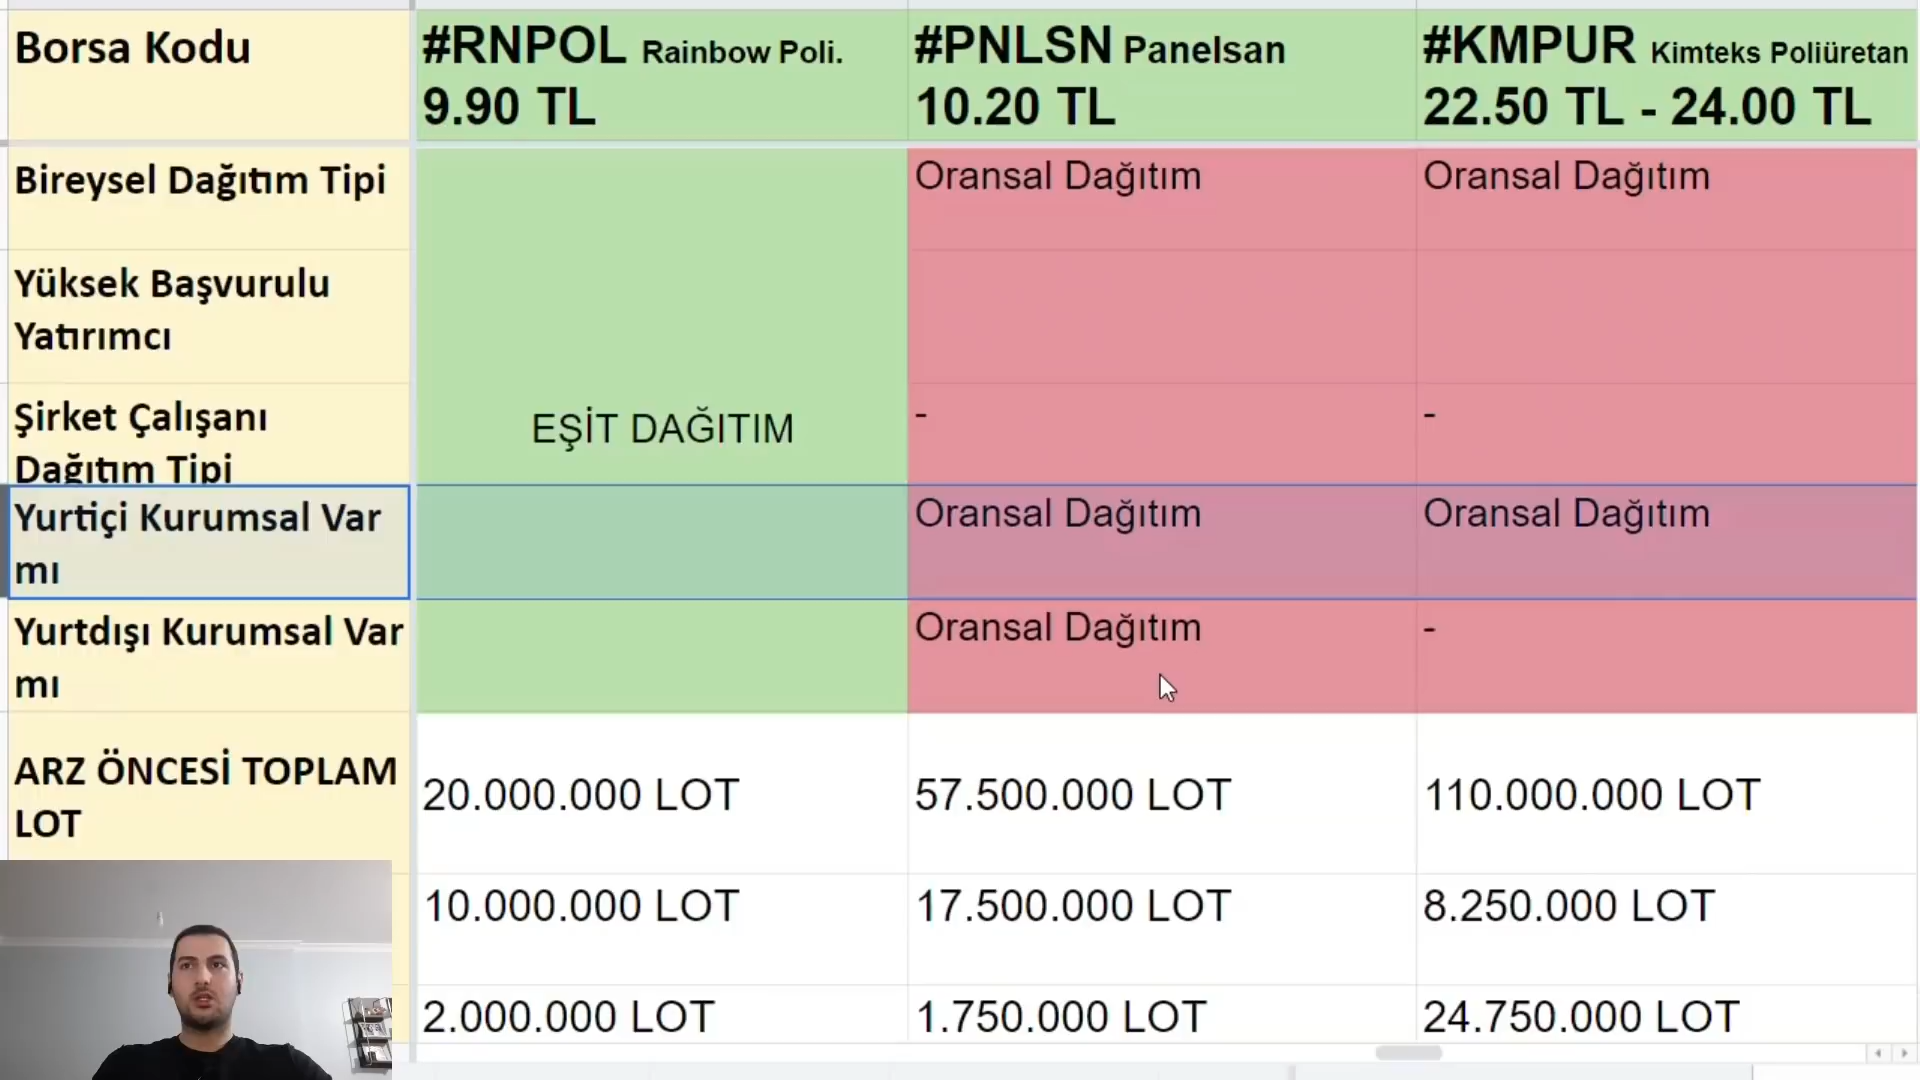 Borsa Kodu
#RNPOL Rainbow Poli.
9.90 TL
#PNLSN Panelsan
10.20 TL
#KMPUR Kimteks Poliüretan
22.50 TL - 24.00 TL
Bireysel Dağıtım Tipi
Oransal Dağıtım
Oransal Dağıtım
Yüksek Başvurulu
Yatırımcı
Şirket Çalışanı
Dağıtım Tipi
EŞİT DAĞITIM
-
-
Yurtiçi Kurumsal Var
mı
Oransal Dağıtım
Oransal Dağıtım
Yurtdışı Kurumsal Var
mı
Oransal Dağıtım
-
ARZ ÖNCESİ TOPLAM
LOT
20.000.000 LOT
57.500.000 LOT
110.000.000 LOT
10.000.000 LOT
17.500.000 LOT
8.250.000 LOT
2.000.000 LOT
1.750.000 LOT
24.750.000 LOT